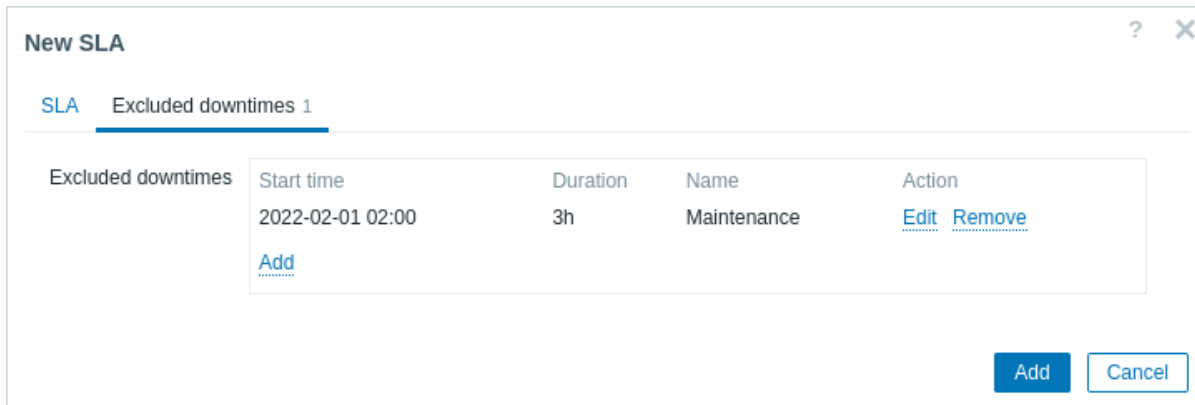 New SLA ?
SLA Excluded downtimes 1
Excluded downtimes Start time Duration Name Action
2022-02-01 02:00 3h Maintenance Edit Remove
Add
Add Cancel